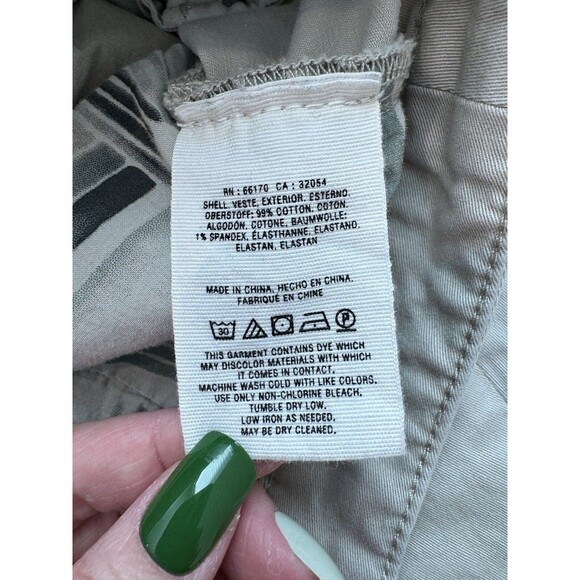 RN : 66170 CA : 32054
SHELL, VESTE, EXTERIOR, ESTERNO,
OBERSTOFF: 99% COTTON, COTON,
ALGODÓN, COTONE, BAUMWOLLE;
1% SPANDEX, ÉLASTHANNE, ELASTANO,
ELASTAN, ELASTAN
MADE IN CHINA, HECHO EN CHINA,
FABRIQUÉ EN CHINE
30 P
THIS GARMENT CONTAINS DYE WHICH
MAY DISCOLOR MATERIALS WITH WHICH
IT COMES IN CONTACT.
MACHINE WASH COLD WITH LIKE COLORS.
USE ONLY NON-CHLORINE BLEACH.
TUMBLE DRY LOW.
LOW IRON AS NEEDED.
MAY BE DRY CLEANED.